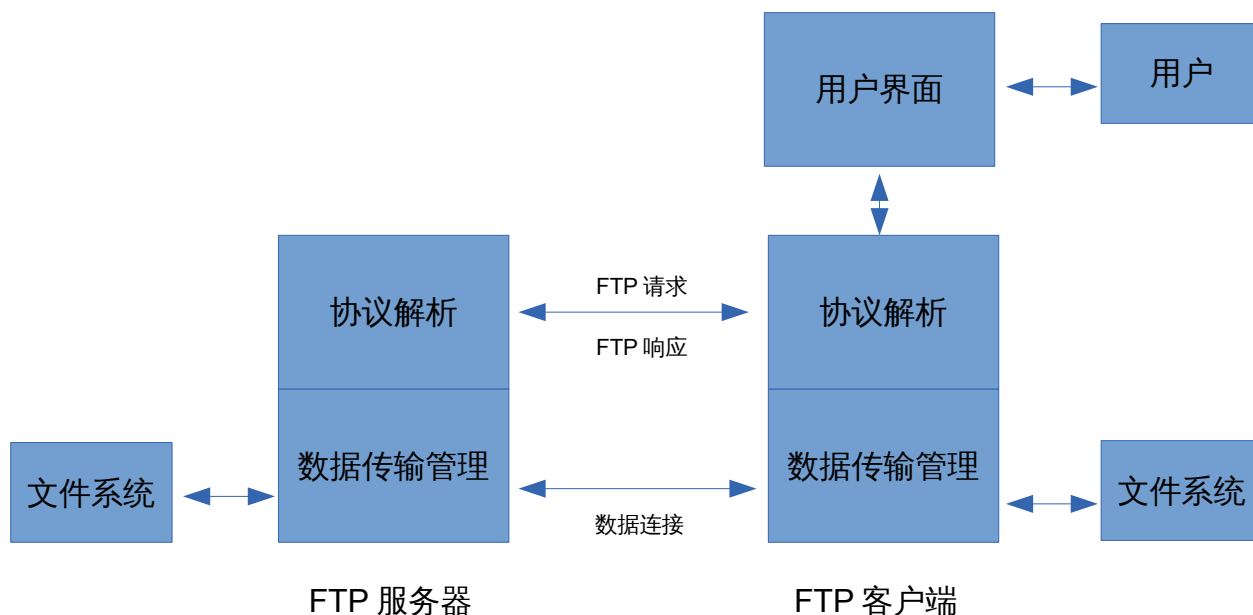 用户界面
用户
FTP 请求
协议解析
协议解析
FTP 响应
数据传输管理
数据传输管理
文件系统
文件系统
数据连接
FTP 服务器
FTP 客户端